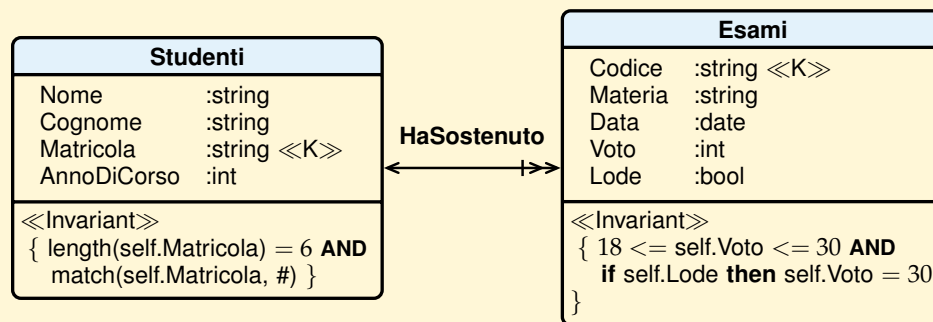 Studenti
Nome :string
Cognome :string
Matricola :string ≪K≫
AnnoDiCorso :int
≪Invariant≫
{ length(self.Matricola) = 6 AND
match(self.Matricola, #) }
HaSostenuto
Esami
Codice :string ≪K≫
Materia :string
Data :date
Voto :int
Lode :bool
≪Invariant≫
{ 18 <= self.Voto <= 30 AND
if self.Lode then self.Voto = 30
}